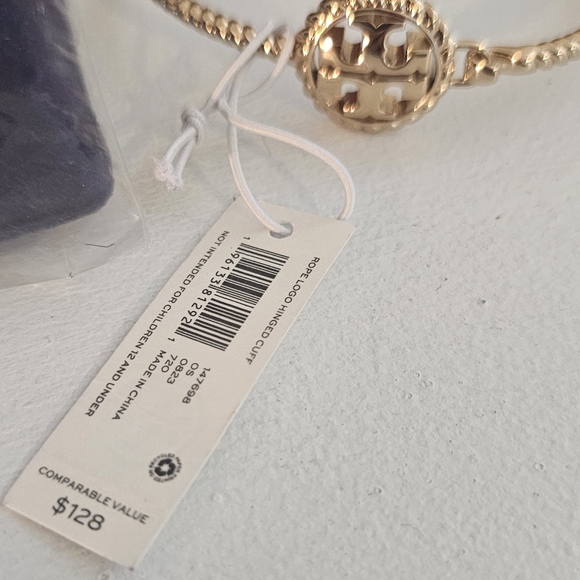 ROPE LOGO HINGED CUFF
1 96133 81292 1
147698
OS 0823
720
MADE IN CHINA
NOT INTENDED FOR CHILDREN 12 AND UNDER
COMPARABLE VALUE
$128